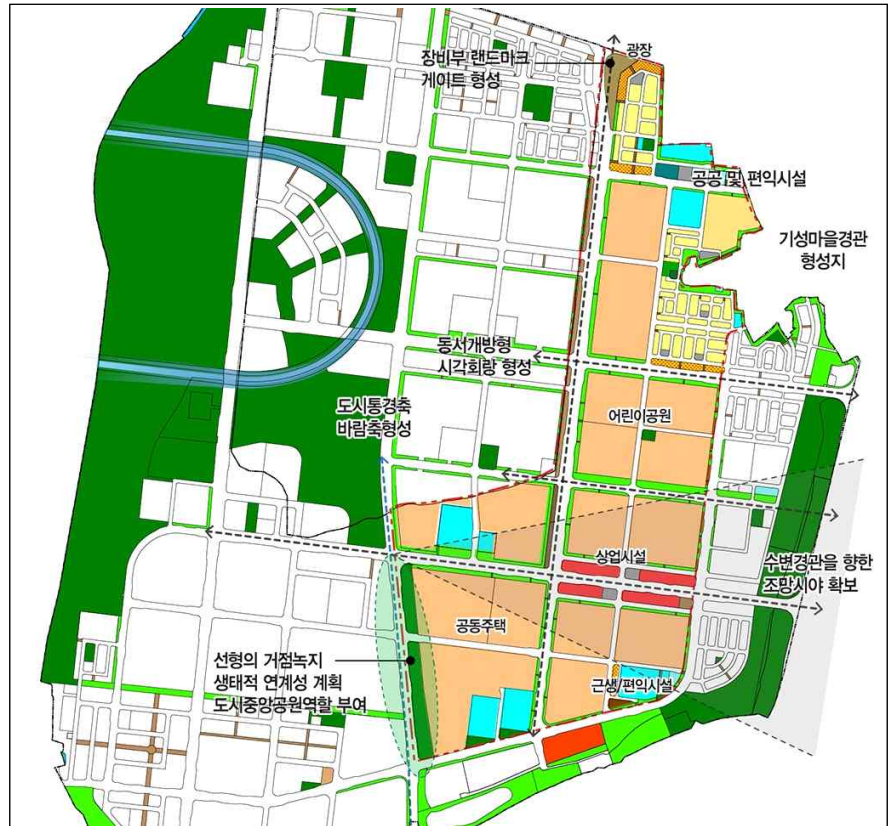 광장
장비부 랜드마크
게이트 형성
공공 및 편익시설
기성마을경관
형성지
동서개방형
시각회랑 형성
도시통경축
바람축형성
어린이공원
상업시설
수변경관을 향한
조망시야 확보
공동주택
선형의 거점녹지
생태적 연계성 계획
도시중앙공원역할 부여
근생/편익시설